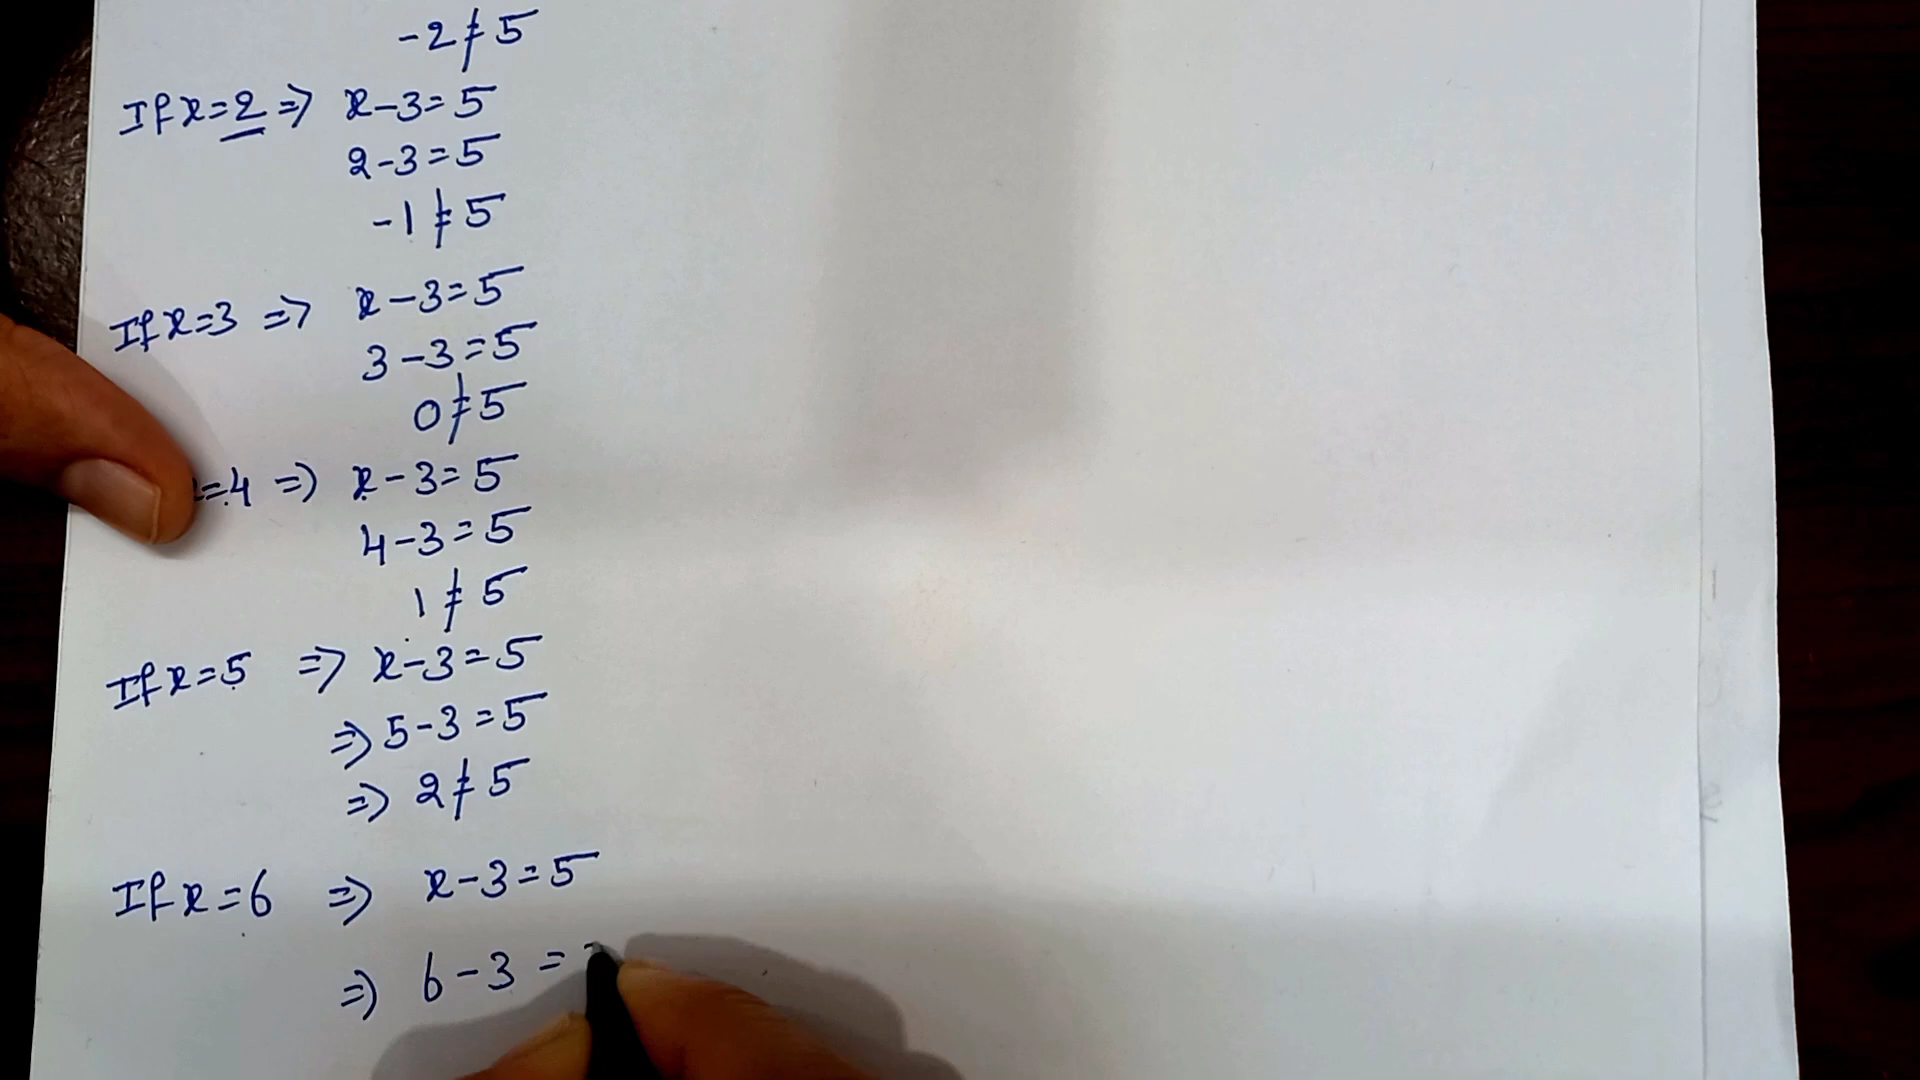 -2≠5
If x=2 => x-3=5
2-3=5
-1≠5
If x=3 => x-3=5
3-3=5
0≠5
=4 => x-3=5
4-3=5
1≠5
If x=5 => x-3=5
=> 5-3=5
=> 2≠5
If x=6 => x-3=5
=> 6-3=